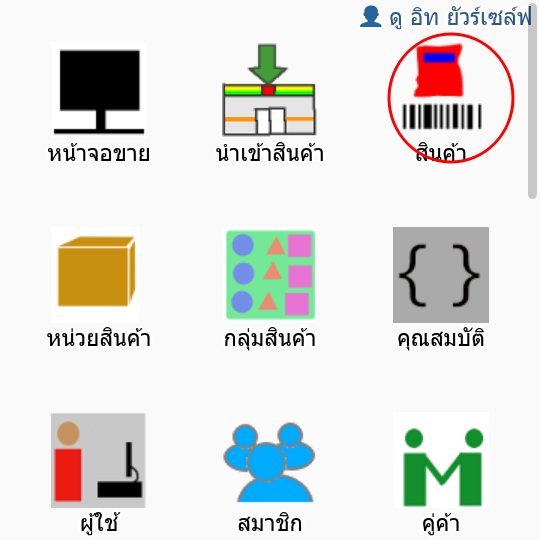 ดู อิท ยัวร์เซล์ฟ
หน้าจอขาย นำเข้าสินค้า สินค้า
หน่วยสินค้า กลุ่มสินค้า คุณสมบัติ
{ }
ผู้ใช้ สมาชิก คู่ค้า